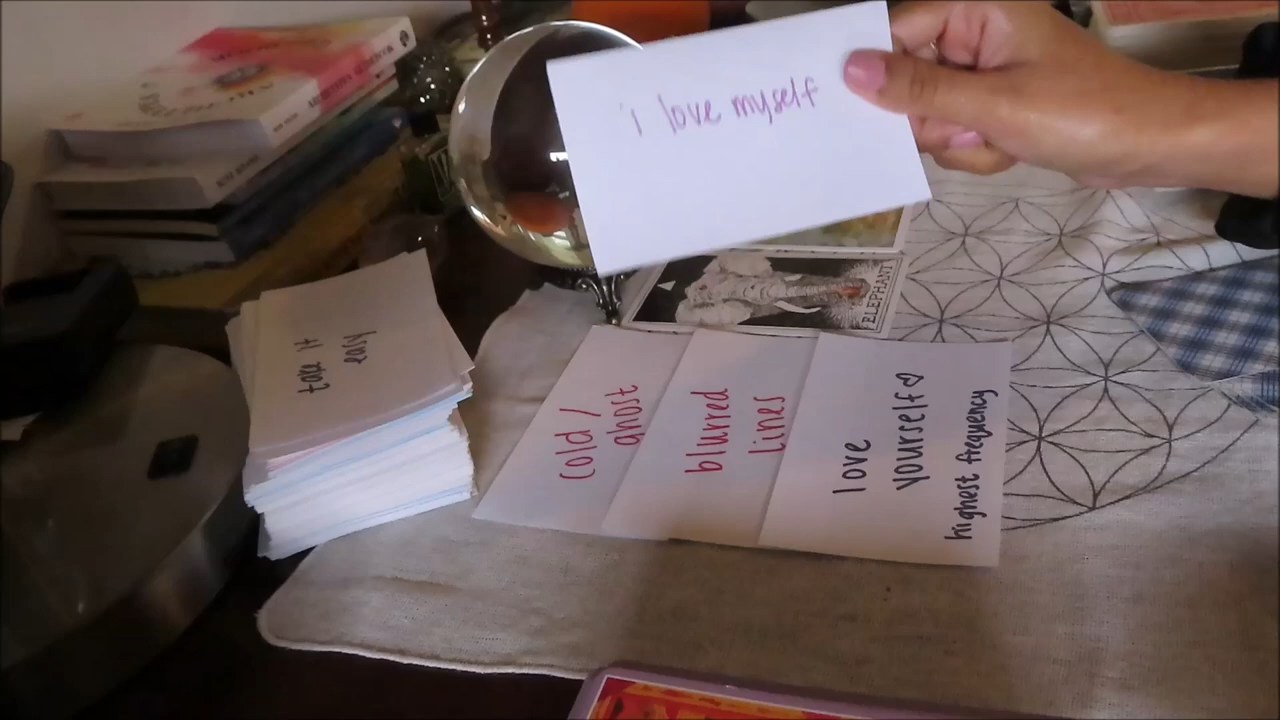 i love myself
ELEPHANT
take it
easy
cold /
ghost
blurred
lines
love
yourself♡
highest frequency